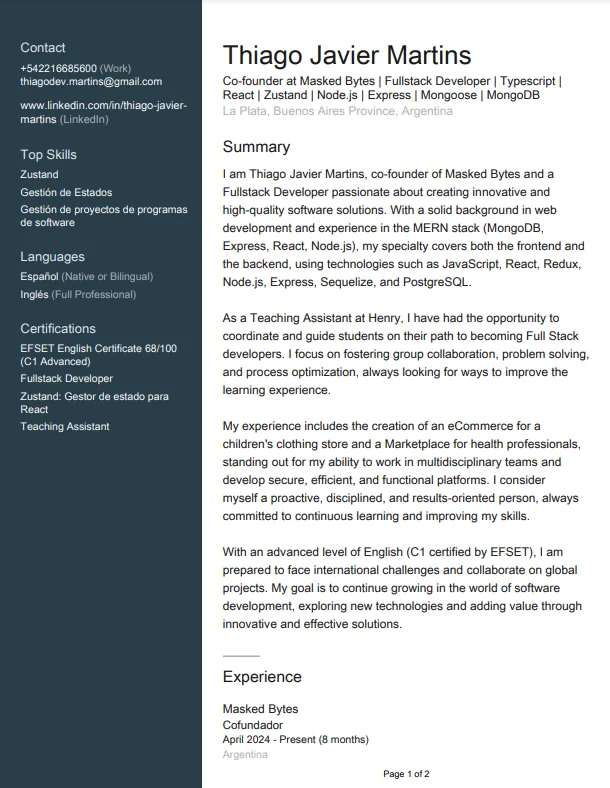 Contact
+542216685600 (Work)
thiagodev.martins@gmail.com
www.linkedin.com/in/thiago-javier-
martins (LinkedIn)
Top Skills
Zustand
Gestión de Estados
Gestión de proyectos de programas
de software
Languages
Español (Native or Bilingual)
Inglés (Full Professional)
Certifications
EFSET English Certificate 68/100
(C1 Advanced)
Fullstack Developer
Zustand: Gestor de estado para
React
Teaching Assistant
Thiago Javier Martins
Co-founder at Masked Bytes | Fullstack Developer | Typescript |
React | Zustand | Node.js | Express | Mongoose | MongoDB
La Plata, Buenos Aires Province, Argentina
Summary
I am Thiago Javier Martins, co-founder of Masked Bytes and a
Fullstack Developer passionate about creating innovative and
high-quality software solutions. With a solid background in web
development and experience in the MERN stack (MongoDB,
Express, React, Node.js), my specialty covers both the frontend and
the backend, using technologies such as JavaScript, React, Redux,
Node.js, Express, Sequelize, and PostgreSQL.
As a Teaching Assistant at Henry, I have had the opportunity to
coordinate and guide students on their path to becoming Full Stack
developers. I focus on fostering group collaboration, problem solving,
and process optimization, always looking for ways to improve the
learning experience.
My experience includes the creation of an eCommerce for a
children's clothing store and a Marketplace for health professionals,
standing out for my ability to work in multidisciplinary teams and
develop secure, efficient, and functional platforms. I consider
myself a proactive, disciplined, and results-oriented person, always
committed to continuous learning and improving my skills.
With an advanced level of English (C1 certified by EFSET), I am
prepared to face international challenges and collaborate on global
projects. My goal is to continue growing in the world of software
development, exploring new technologies and adding value through
innovative and effective solutions.
Experience
Masked Bytes
Cofundador
April 2024 - Present (8 months)
Argentina
Page 1 of 2